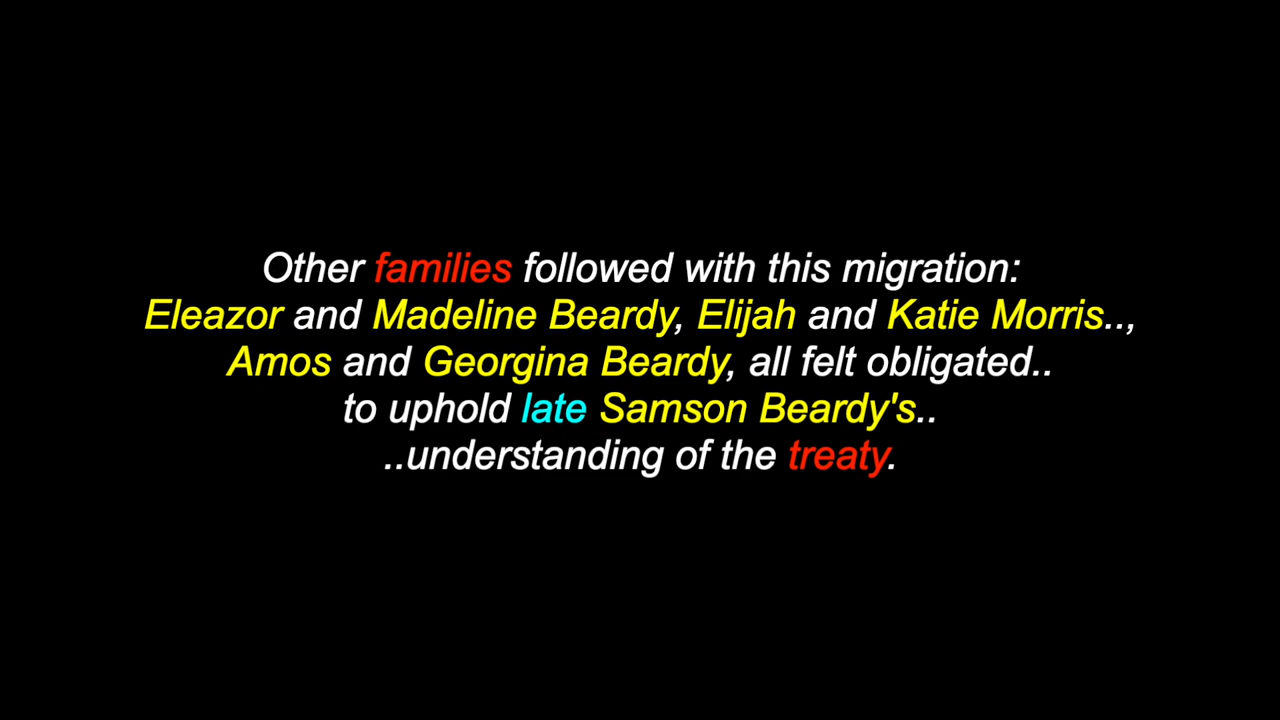 Other families followed with this migration:
Eleazor and Madeline Beardy, Elijah and Katie Morris..,
Amos and Georgina Beardy, all felt obligated..
to uphold late Samson Beardy's..
..understanding of the treaty.